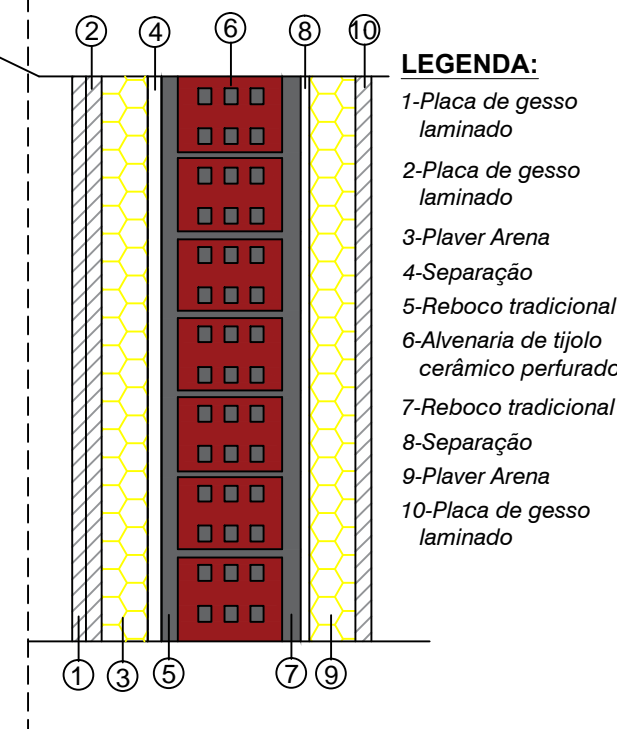 2 4 6 8 10
LEGENDA:
1-Placa de gesso
laminado
2-Placa de gesso
laminado
3-Plaver Arena
4-Separação
5-Reboco tradicional
6-Alvenaria de tijolo
cerâmico perfurado
7-Reboco tradicional
8-Separação
9-Plaver Arena
10-Placa de gesso
laminado
1 3 5 7 9